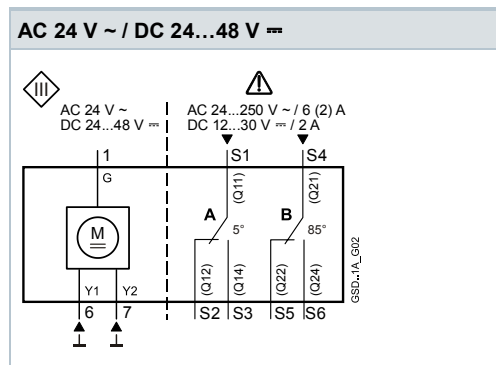 AC 24 V ~ / DC 24…48 V ⎓
III
AC 24 V ~
DC 24...48 V ⎓
AC 24...250 V ~ / 6 (2) A
DC 12...30 V ⎓ / 2 A
1 S1 S4
G (Q11) (Q21)
A B
M 5° 85°
(Q12) (Q14) (Q22) (Q24)
Y1 Y2
6 7 S2 S3 S5 S6
GSD..1A_G02